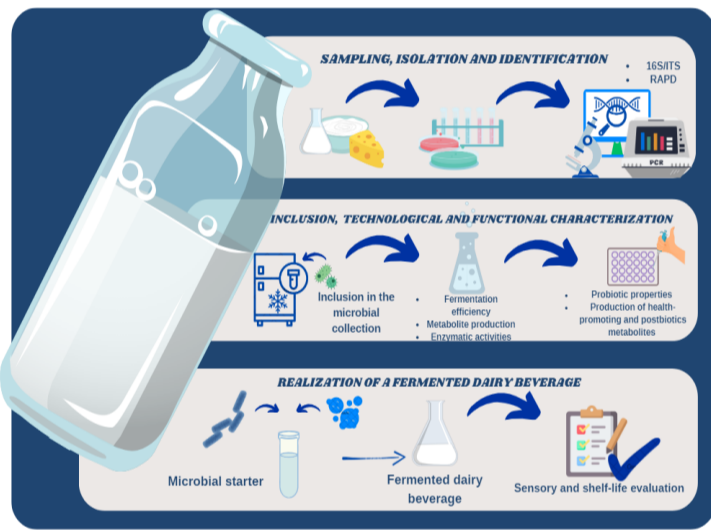 SAMPLING, ISOLATION AND IDENTIFICATION
• 16S/ITS
• RAPD
PCR
INCLUSION, TECHNOLOGICAL AND FUNCTIONAL CHARACTERIZATION
Inclusion in the
microbial
collection
• Fermentation
efficiency
• Metabolite production
• Enzymatic activities
• Probiotic properties
• Production of health-
promoting and postbiotics
metabolites
REALIZATION OF A FERMENTED DAIRY BEVERAGE
Microbial starter
Fermented dairy
beverage
Sensory and shelf-life evaluation